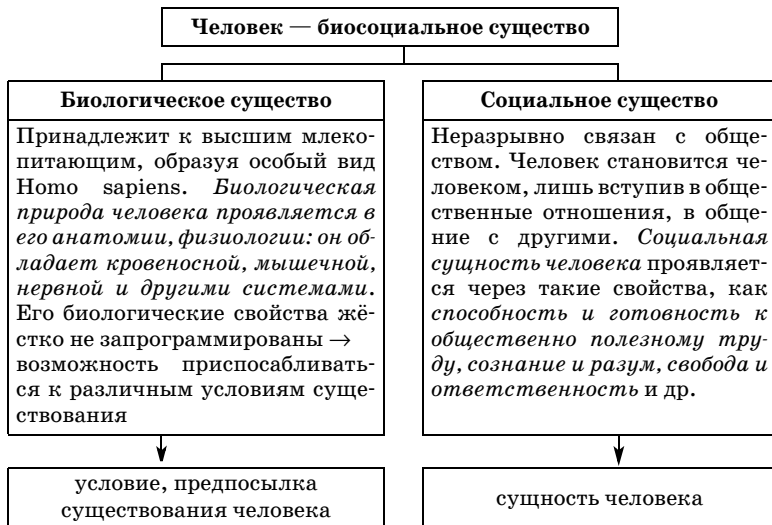 Человек — биосоциальное существо
Биологическое существо
Принадлежит к высшим млеко-
питающим, образуя особый вид
Homo sapiens. Биологическая
природа человека проявляется в
его анатомии, физиологии: он об-
ладает кровеносной, мышечной,
нервной и другими системами.
Его биологические свойства жё-
стко не запрограммированы →
возможность приспосабливать-
ся к различным условиям суще-
ствования
условие, предпосылка
существования человека
Социальное существо
Неразрывно связан с обще-
ством. Человек становится че-
ловеком, лишь вступив в обще-
ственные отношения, в обще-
ние с другими. Социальная
сущность человека проявляет-
ся через такие свойства, как
способность и готовность к
общественно полезному тру-
ду, сознание и разум, свобода и
ответственность и др.
сущность человека